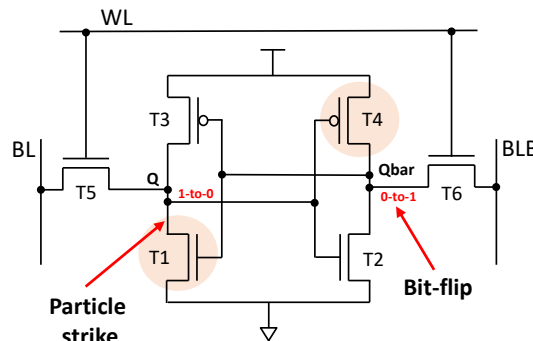 WL
T3
T4
BL
Q
Qbar
BLB
T5
1-to-0
0-to-1
T6
T1
T2
Particle
strike
Bit-flip